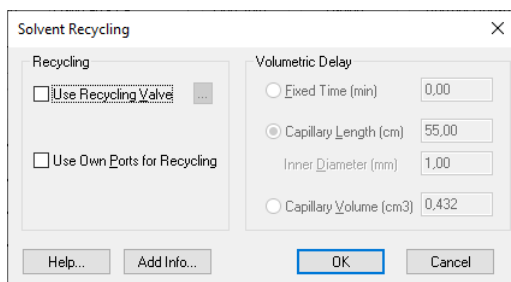 Solvent Recycling
Recycling
Use Recycling Valve
...
Use Own Ports for Recycling
Volumetric Delay
Fixed Time (min) 0,00
Capillary Length (cm) 55,00
Inner Diameter (mm) 1,00
Capillary Volume (cm3) 0,432
Help... Add Info... OK Cancel